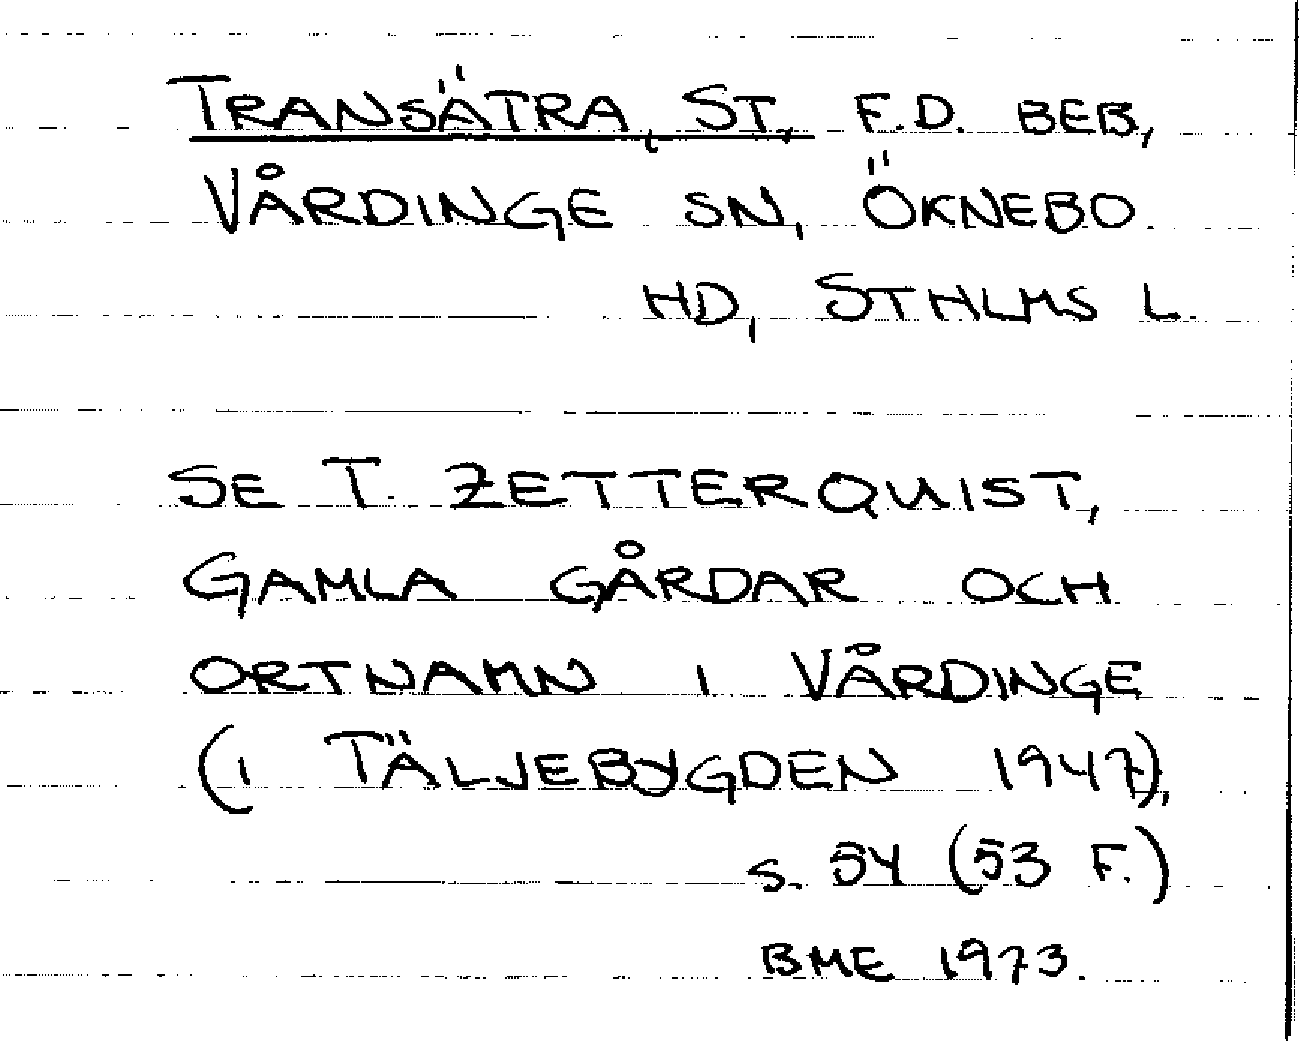 TRANSÄTRA, ST, F.D. BEB,
VÅRDINGE SN, ÖKNEBO
HD, STHLMS L.
SE T. ZETTERQUIST,
GAMLA GÅRDAR OCH
ORTNAMN I VÅRDINGE
(I TÄLJEBYGDEN 1947),
S. 54 (53 F.)
BME 1973.